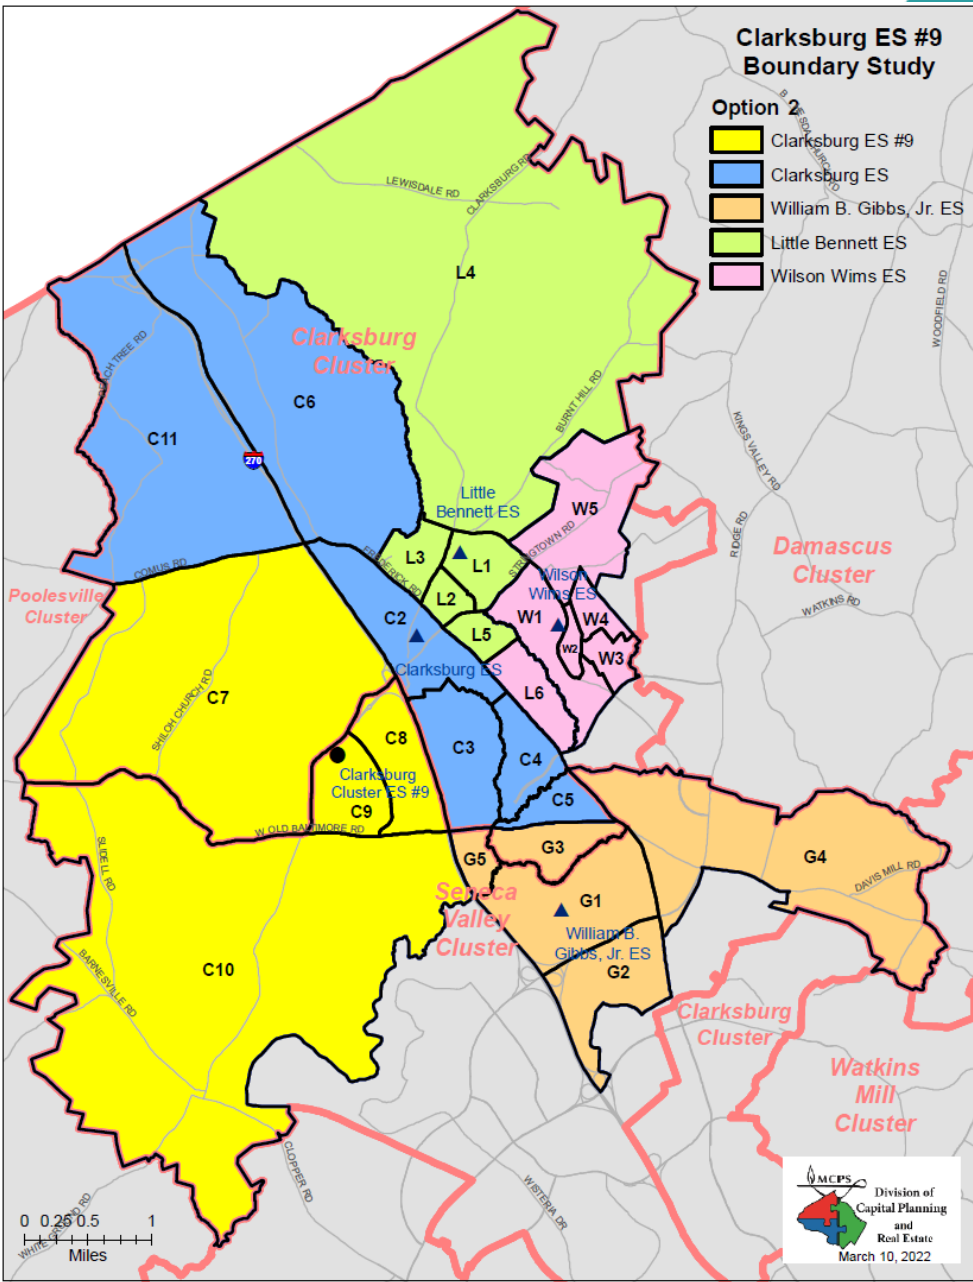 Clarksburg ES #9
Boundary Study
Option 2
Clarksburg ES #9
Clarksburg ES
William B. Gibbs, Jr. ES
Little Bennett ES
Wilson Wims ES
LEWISDALE RD
CLARKSBURG RD
L4
WOODFIELD RD
Clarksburg
Cluster
C6
C11
270
BURNT HILL RD
KINGS VALLEY RD
Little
Bennett ES
W5
RIDGE RD
STRINGTOWN RD
Damascus
Cluster
WATKINS RD
COMUS RD
FREDERICK RD
L3
L1
L2
L5
Wilson
Wims ES
W1
W2
W4
W3
L6
Poolesville
Cluster
C2
Clarksburg ES
C7
SHILOH CHURCH RD
C8
C3
C4
C5
Clarksburg
Cluster ES #9
C9
W OLD BALTIMORE RD
G5
G3
G4
DAVIS MILL RD
SLIDELL RD
Seneca
Valley
Cluster
G1
William B.
Gibbs, Jr. ES
G2
C10
BARNESVILLE RD
Clarksburg
Cluster
Watkins
Mill
Cluster
CLOPPER RD
WISTERIA DR
WHITE GROUND RD
0 0.25 0.5 1
Miles
MCPS
Division of
Capital Planning
and
Real Estate
March 10, 2022